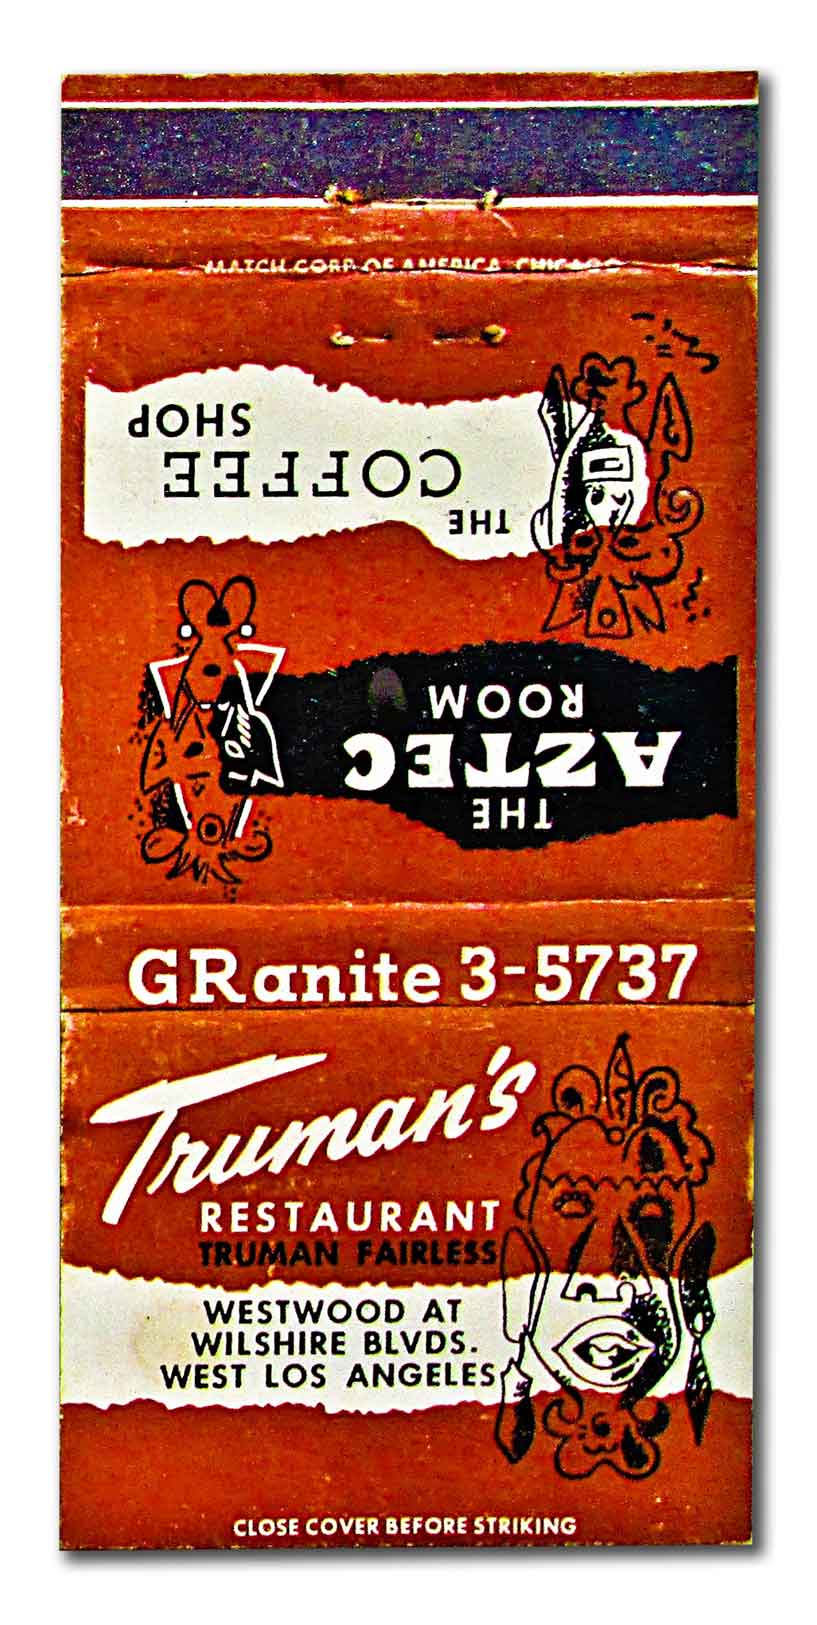 MATCH CORP. OF AMERICA, CHICAGO
THE
COFFEE
SHOP
THE
AZTEC
ROOM
GRanite 3-5737
Truman's
RESTAURANT
TRUMAN FAIRLESS
WESTWOOD AT
WILSHIRE BLVDS.
WEST LOS ANGELES
CLOSE COVER BEFORE STRIKING